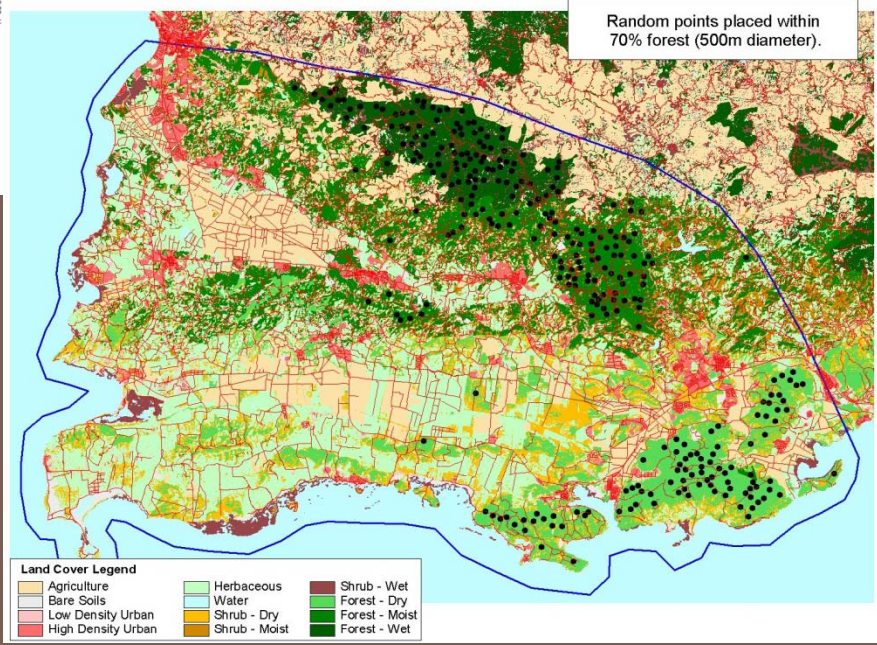 Random points placed within
70% forest (500m diameter).
Land Cover Legend
Agriculture
Bare Soils
Low Density Urban
High Density Urban
Herbaceous
Water
Shrub - Dry
Shrub - Moist
Shrub - Wet
Forest - Dry
Forest - Moist
Forest - Wet